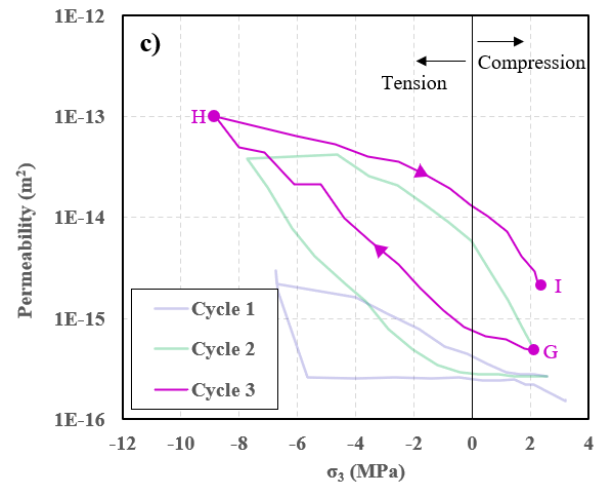 c)
Compression
Tension
1E-12
1E-13
1E-14
1E-15
1E-16
Permeability (m²)
H
I
G
Cycle 1
Cycle 2
Cycle 3
-12 -10 -8 -6 -4 -2 0 2 4
σ₃ (MPa)